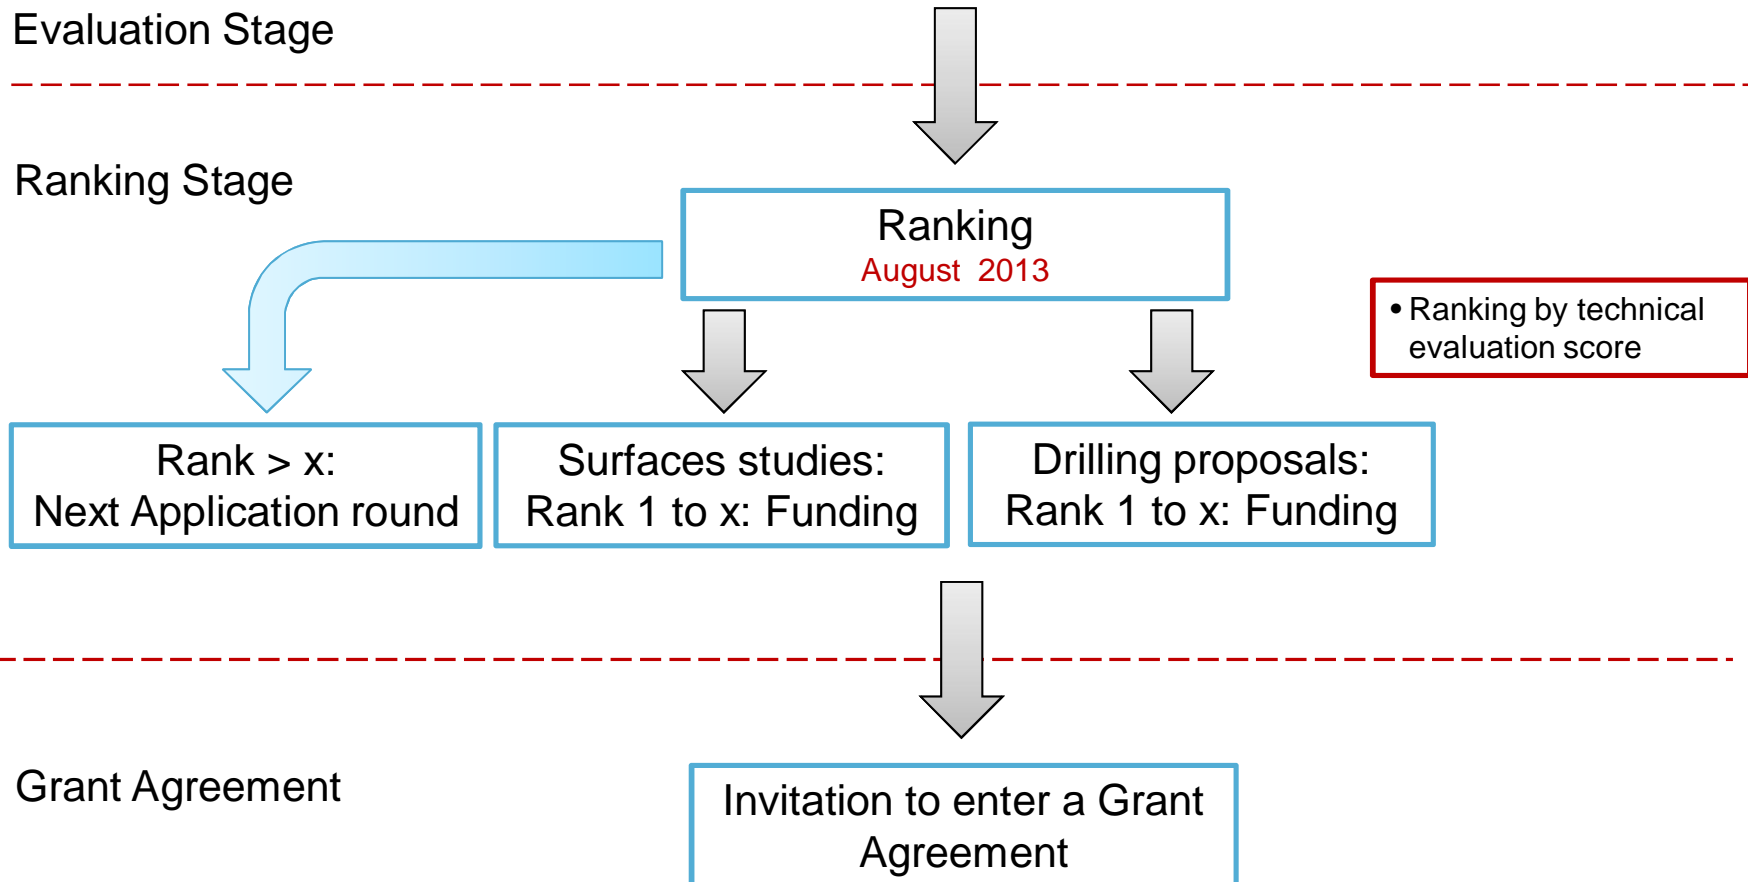 Evaluation Stage
Ranking Stage
Ranking
August 2013
• Ranking by technical
evaluation score
Rank > x:
Next Application round
Surfaces studies:
Rank 1 to x: Funding
Drilling proposals:
Rank 1 to x: Funding
Grant Agreement
Invitation to enter a Grant
Agreement